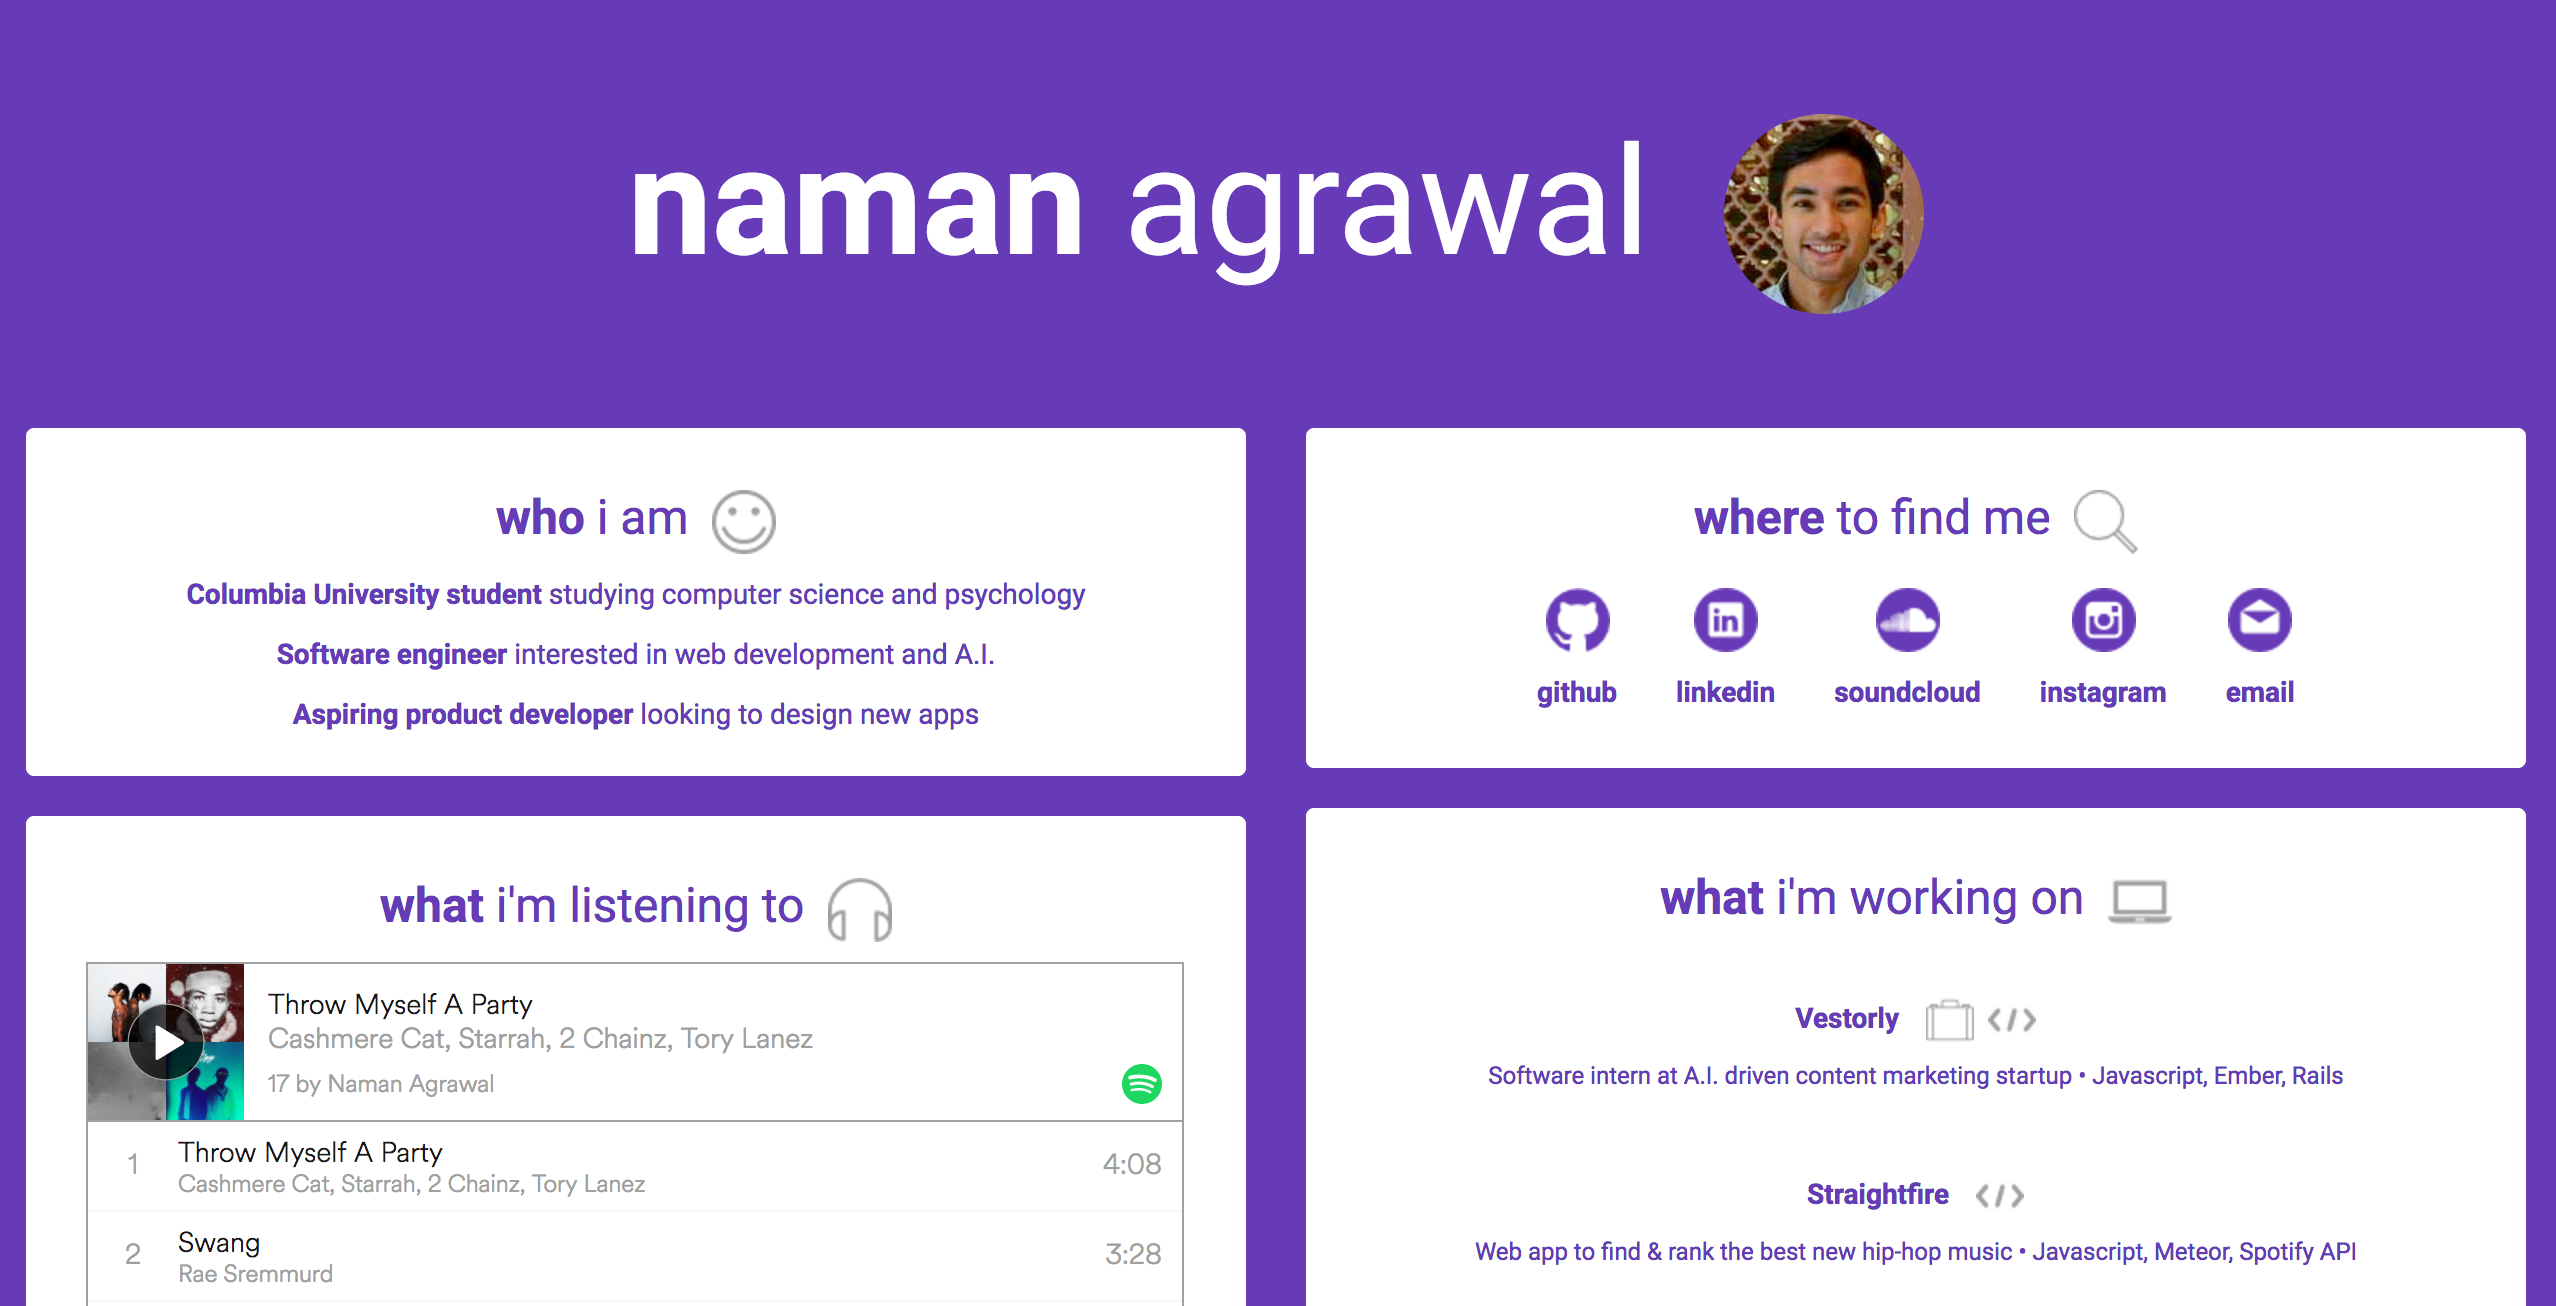 naman agrawal
who i am
Columbia University student studying computer science and psychology
Software engineer interested in web development and A.I.
Aspiring product developer looking to design new apps
where to find me
github linkedin soundcloud instagram email
what i'm listening to
Throw Myself A Party
Cashmere Cat, Starrah, 2 Chainz, Tory Lanez
17 by Naman Agrawal
1 Throw Myself A Party 4:08
Cashmere Cat, Starrah, 2 Chainz, Tory Lanez
2 Swang 3:28
Rae Sremmurd
what i'm working on
Vestorly </>
Software intern at A.I. driven content marketing startup • Javascript, Ember, Rails
Straightfire </>
Web app to find & rank the best new hip-hop music • Javascript, Meteor, Spotify API